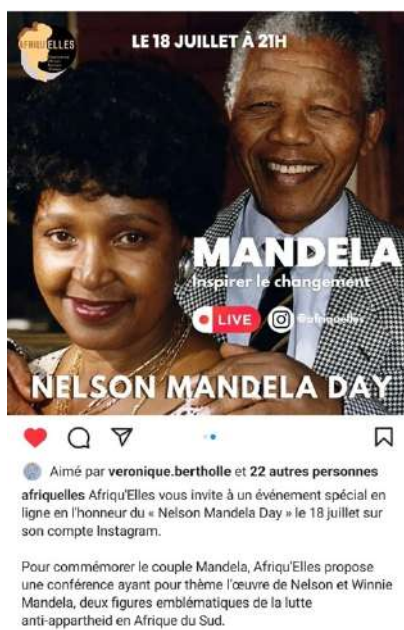 AFRIQU'ELLES
LE 18 JUILLET À 21H
MANDELA
Inspirer le changement
LIVE
@afriquelles
NELSON MANDELA DAY
Aimé par veronique.bertholle et 22 autres personnes
afriquelles Afriqu'Elles vous invite à un événement spécial en
ligne en l'honneur du « Nelson Mandela Day » le 18 juillet sur
son compte Instagram.
Pour commémorer le couple Mandela, Afriqu'Elles propose
une conférence ayant pour thème l'œuvre de Nelson et Winnie
Mandela, deux figures emblématiques de la lutte
anti-appartheid en Afrique du Sud.